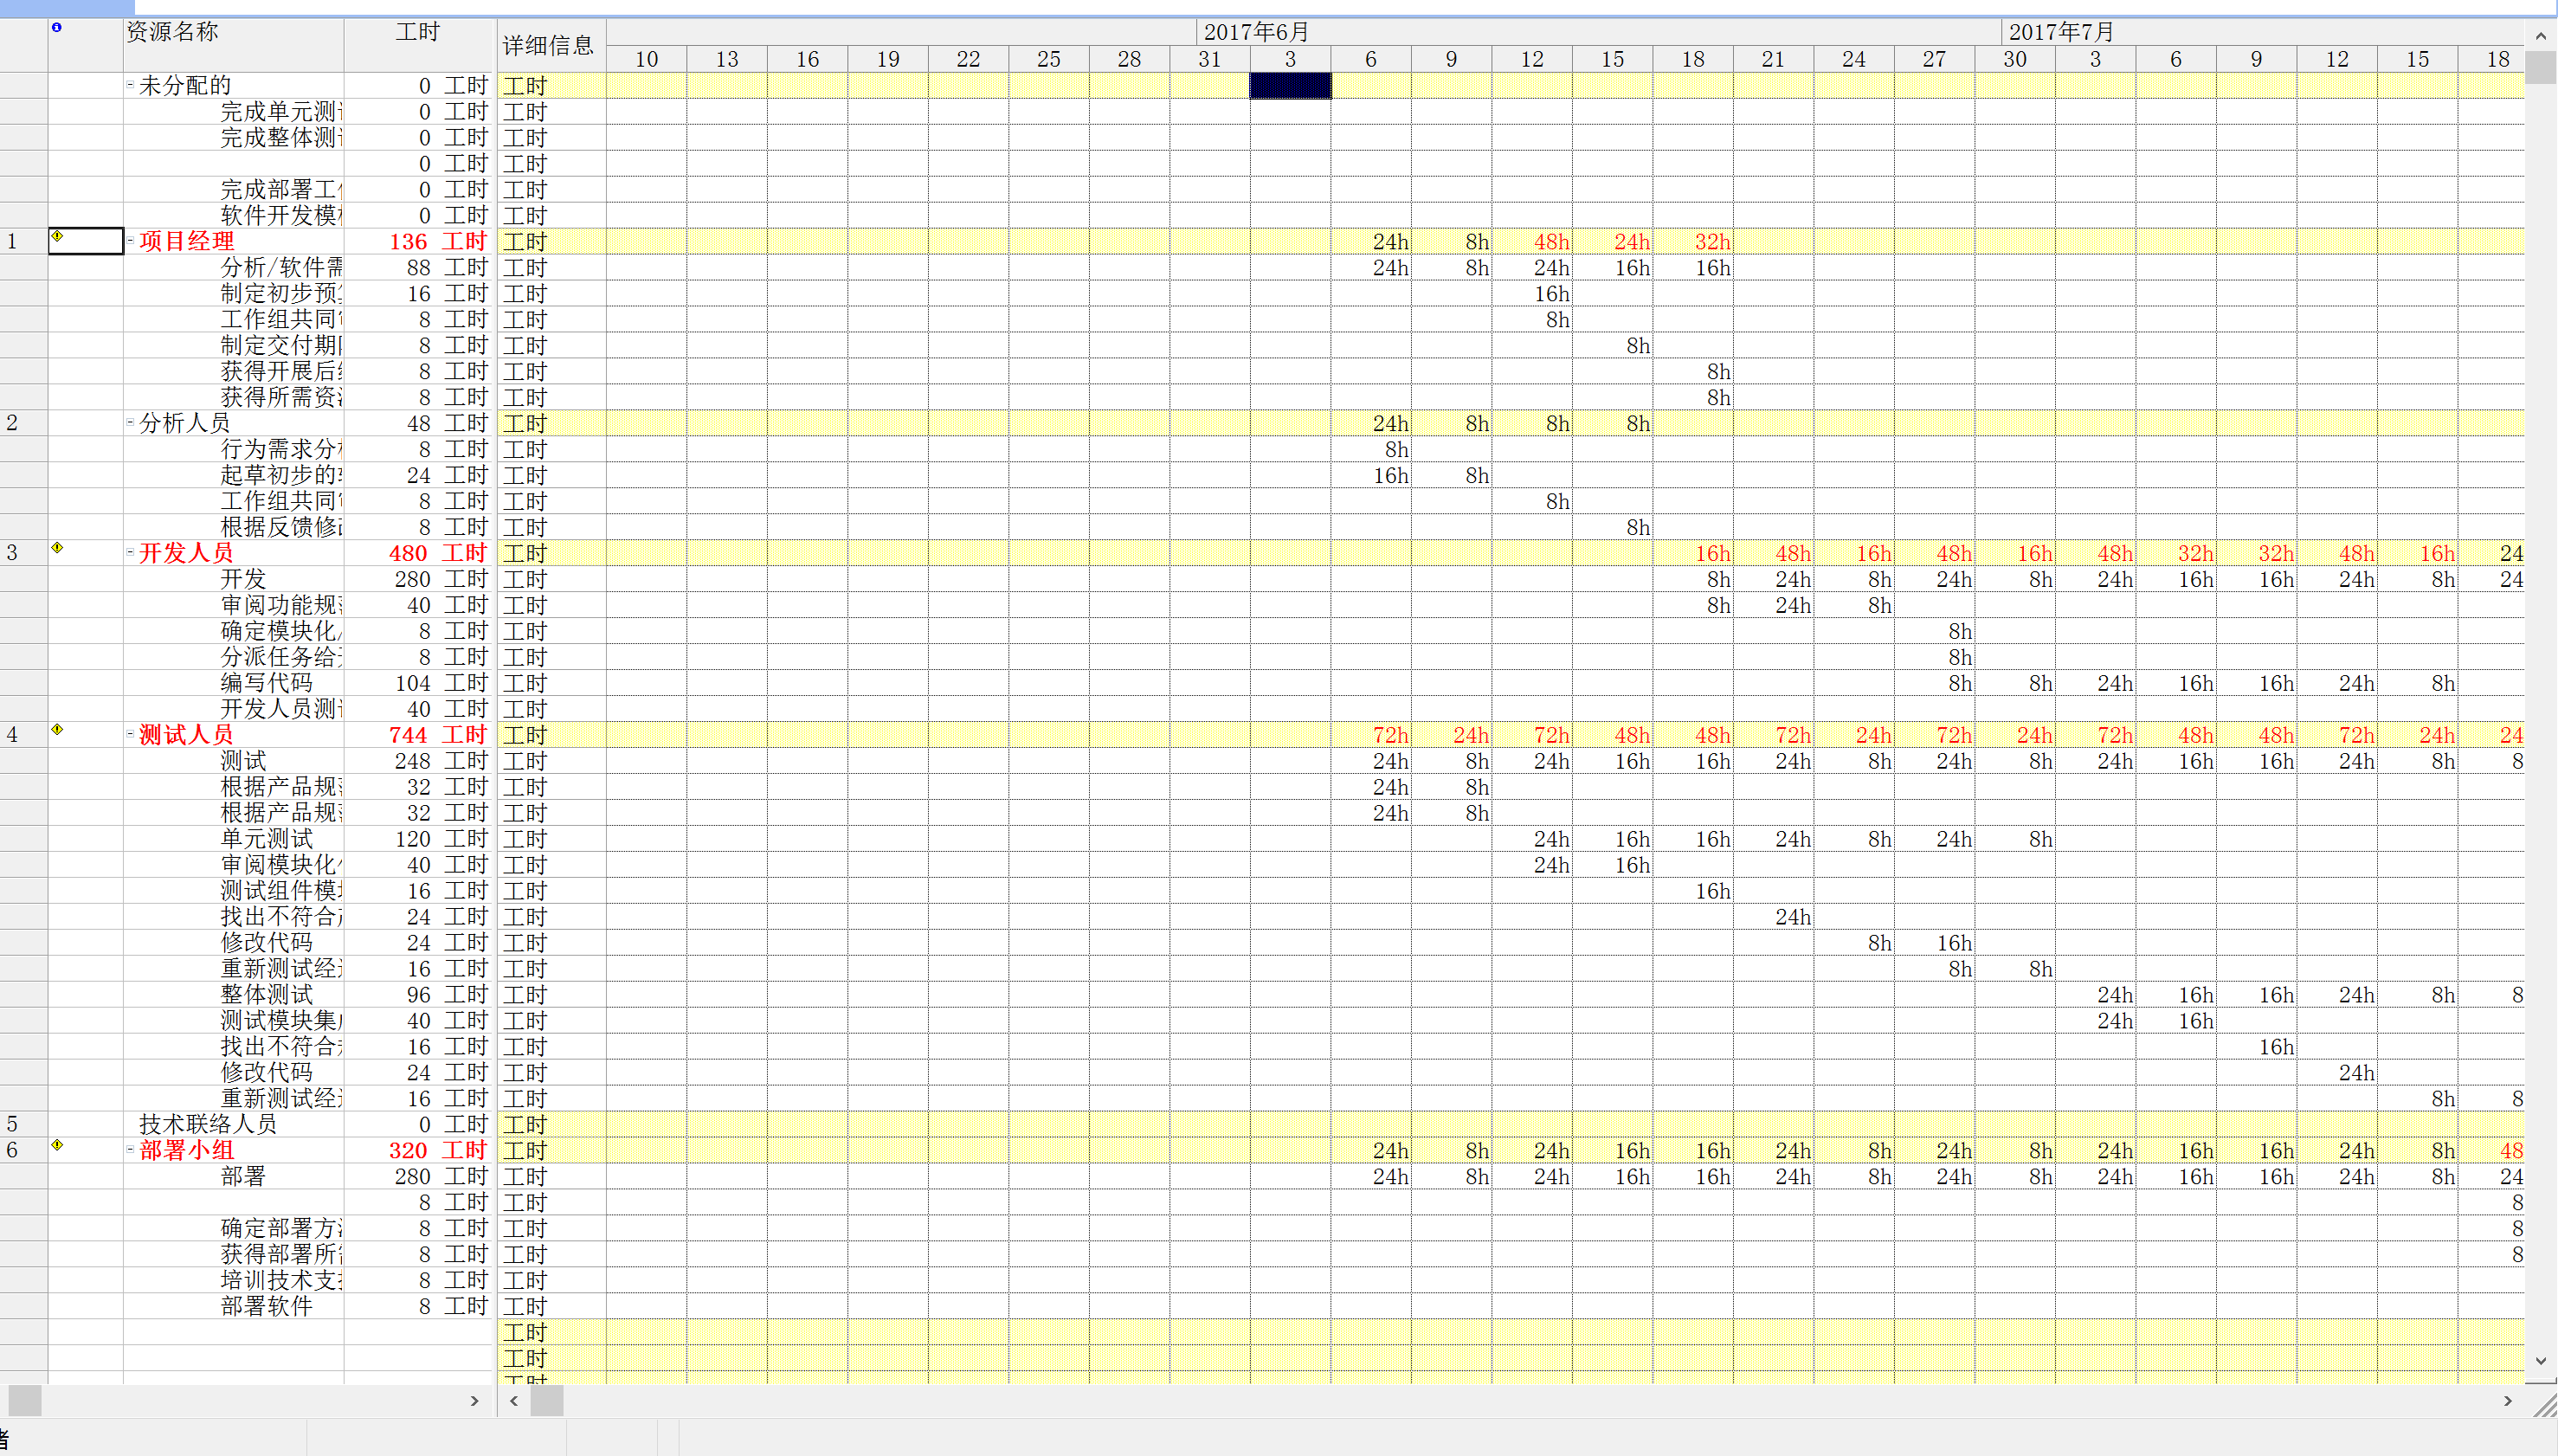 资源名称 工时 详细信息 2017年6月 2017年7月
10 13 16 19 22 25 28 31 3 6 9 12 15 18 21 24 27 30 3 6 9 12 15 18
未分配的 0 工时 工时
完成单元测 0 工时 工时
完成整体测 0 工时 工时
0 工时 工时
完成部署工 0 工时 工时
软件开发模 0 工时 工时
1 项目经理 136 工时 工时 24h 8h 48h 24h 32h
分析/软件需 88 工时 工时 24h 8h 24h 16h 16h
制定初步预 16 工时 工时 16h
工作组共同 8 工时 工时 8h
制定交付期 8 工时 工时 8h
获得开展后 8 工时 工时 8h
获得所需资 8 工时 工时 8h
2 分析人员 48 工时 工时 24h 8h 8h 8h
行为需求分 8 工时 工时 8h
起草初步的 24 工时 工时 16h 8h
工作组共同 8 工时 工时 8h
根据反馈修 8 工时 工时 8h
3 开发人员 480 工时 工时 16h 48h 16h 48h 16h 48h 32h 32h 48h 16h 24
开发 280 工时 工时 8h 24h 8h 24h 8h 24h 16h 16h 24h 8h 24
审阅功能规 40 工时 工时 8h 24h 8h
确定模块化/ 8 工时 工时 8h
分派任务给 8 工时 工时 8h
编写代码 104 工时 工时 8h 8h 24h 16h 16h 24h 8h
开发人员测 40 工时 工时
4 测试人员 744 工时 工时 72h 24h 72h 48h 48h 72h 24h 72h 24h 72h 48h 48h 72h 24h 24
测试 248 工时 工时 24h 8h 24h 16h 16h 24h 8h 24h 8h 24h 16h 16h 24h 8h 8
根据产品规 32 工时 工时 24h 8h
根据产品规 32 工时 工时 24h 8h
单元测试 120 工时 工时 24h 16h 16h 24h 8h 24h 8h
审阅模块化 40 工时 工时 24h 16h
测试组件模 16 工时 工时 16h
找出不符合 24 工时 工时 24h
修改代码 24 工时 工时 8h 16h
重新测试经 16 工时 工时 8h 8h
整体测试 96 工时 工时 24h 16h 16h 24h 8h 8
测试模块集 40 工时 工时 24h 16h
找出不符合 16 工时 工时 16h
修改代码 24 工时 工时 24h
重新测试经 16 工时 工时 8h 8
5 技术联络人员 0 工时 工时
6 部署小组 320 工时 工时 24h 8h 24h 16h 16h 24h 8h 24h 8h 24h 16h 16h 24h 8h 48
部署 280 工时 工时 24h 8h 24h 16h 16h 24h 8h 24h 8h 24h 16h 16h 24h 8h 24
8 工时 工时 8
确定部署方 8 工时 工时 8
获得部署所 8 工时 工时 8
培训技术支 8 工时 工时
部署软件 8 工时 工时
工时
工时
工时